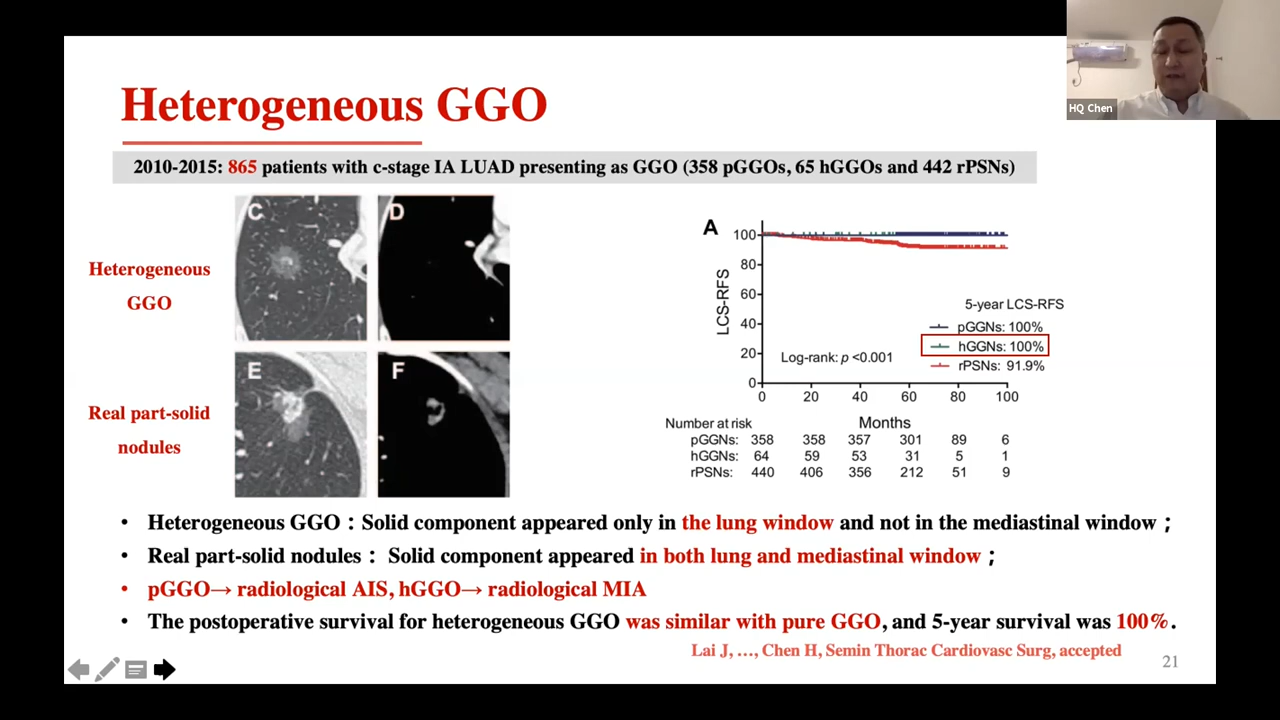 HQ Chen
Heterogeneous GGO
2010-2015: 865 patients with c-stage IA LUAD presenting as GGO (358 pGGOs, 65 hGGOs and 442 rPSNs)
Heterogeneous
GGO
C
D
Real part-solid
nodules
E
F
A
LCS-RFS
100
80
60
40
20
0
5-year LCS-RFS
pGGNs: 100%
hGGNs: 100%
rPSNs: 91.9%
Log-rank: p <0.001
0 20 40 60 80 100
Months
Number at risk
pGGNs: 358 358 357 301 89 6
hGGNs: 64 59 53 31 5 1
rPSNs: 440 406 356 212 51 9
• Heterogeneous GGO：Solid component appeared only in the lung window and not in the mediastinal window；
• Real part-solid nodules： Solid component appeared in both lung and mediastinal window；
• pGGO→ radiological AIS, hGGO→ radiological MIA
• The postoperative survival for heterogeneous GGO was similar with pure GGO, and 5-year survival was 100%.
Lai J, …, Chen H, Semin Thorac Cardiovasc Surg, accepted
21